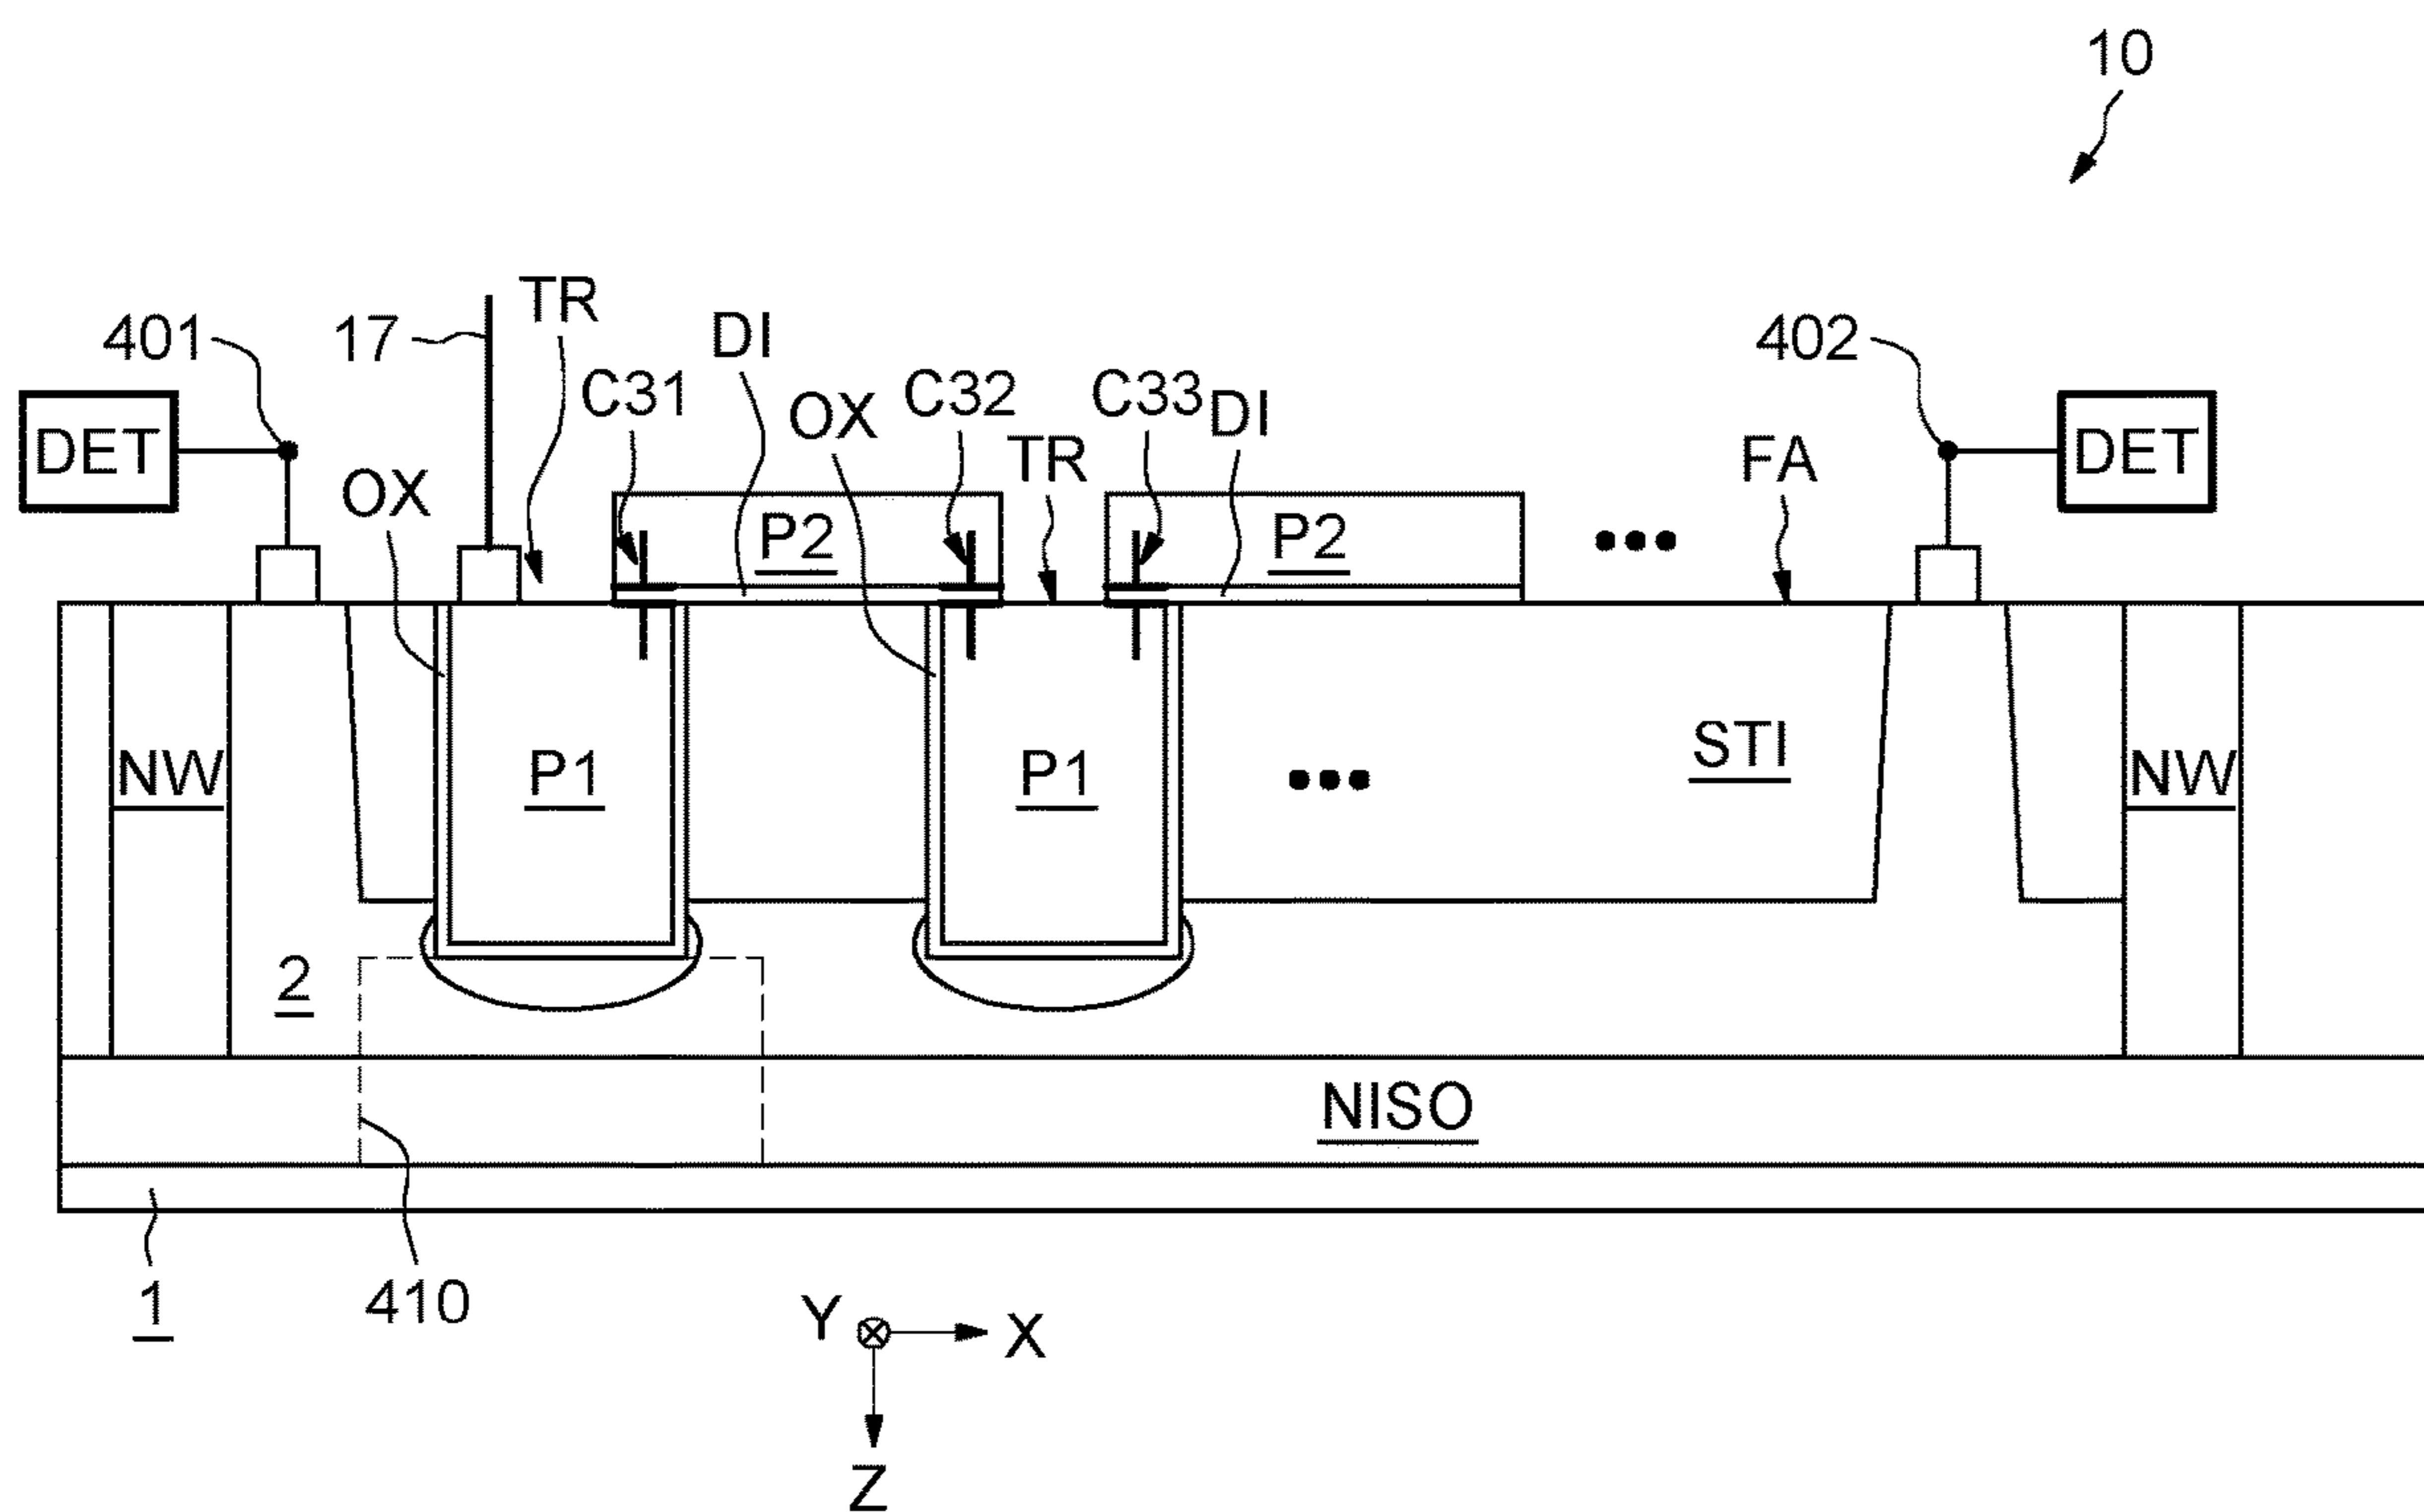 10
TR
401
17
DI
402
C31
OX
C32
C33
DI
DET
OX
TR
FA
DET
P2
P2
NW
P1
P1
STI
NW
2
NISO
1
410
Y
X
Z